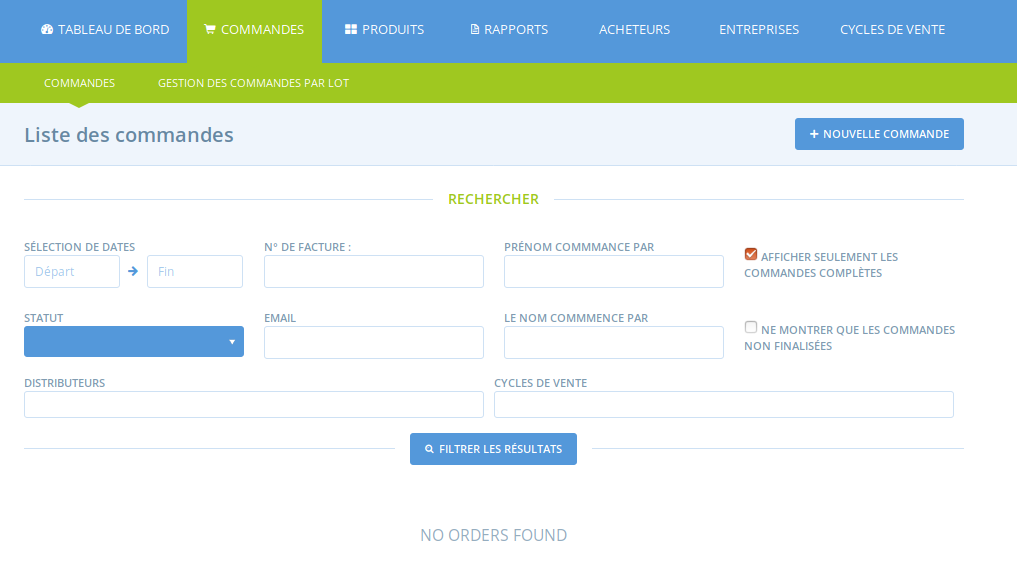 TABLEAU DE BORD COMMANDES PRODUITS RAPPORTS ACHETEURS ENTREPRISES CYCLES DE VENTE
COMMANDES GESTION DES COMMANDES PAR LOT
Liste des commandes
NOUVELLE COMMANDE
RECHERCHER
SÉLECTION DE DATES
Départ
Fin
N° DE FACTURE :
PRÉNOM COMMMANCE PAR
AFFICHER SEULEMENT LES
COMMANDES COMPLÈTES
STATUT
EMAIL
LE NOM COMMMENCE PAR
NE MONTRER QUE LES COMMANDES
NON FINALISÉES
DISTRIBUTEURS
CYCLES DE VENTE
FILTRER LES RÉSULTATS
NO ORDERS FOUND